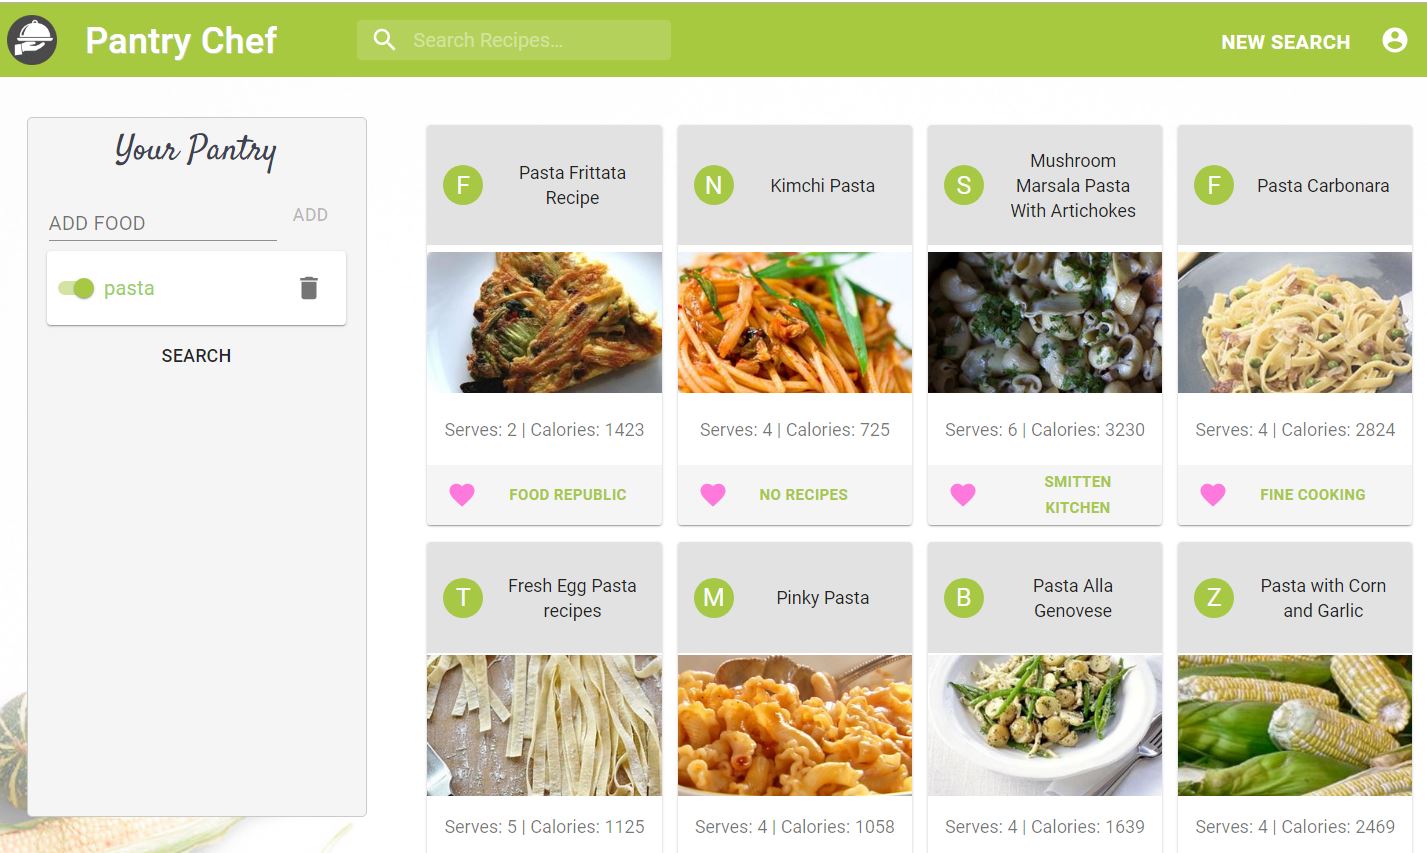 Pantry Chef
Search Recipes...
NEW SEARCH
Your Pantry
ADD FOOD
ADD
pasta
SEARCH
F
Pasta Frittata
Recipe
Serves: 2 | Calories: 1423
FOOD REPUBLIC
N
Kimchi Pasta
Serves: 4 | Calories: 725
NO RECIPES
S
Mushroom
Marsala Pasta
With Artichokes
Serves: 6 | Calories: 3230
SMITTEN
KITCHEN
F
Pasta Carbonara
Serves: 4 | Calories: 2824
FINE COOKING
T
Fresh Egg Pasta
recipes
Serves: 5 | Calories: 1125
M
Pinky Pasta
Serves: 4 | Calories: 1058
B
Pasta Alla
Genovese
Serves: 4 | Calories: 1639
Z
Pasta with Corn
and Garlic
Serves: 4 | Calories: 2469